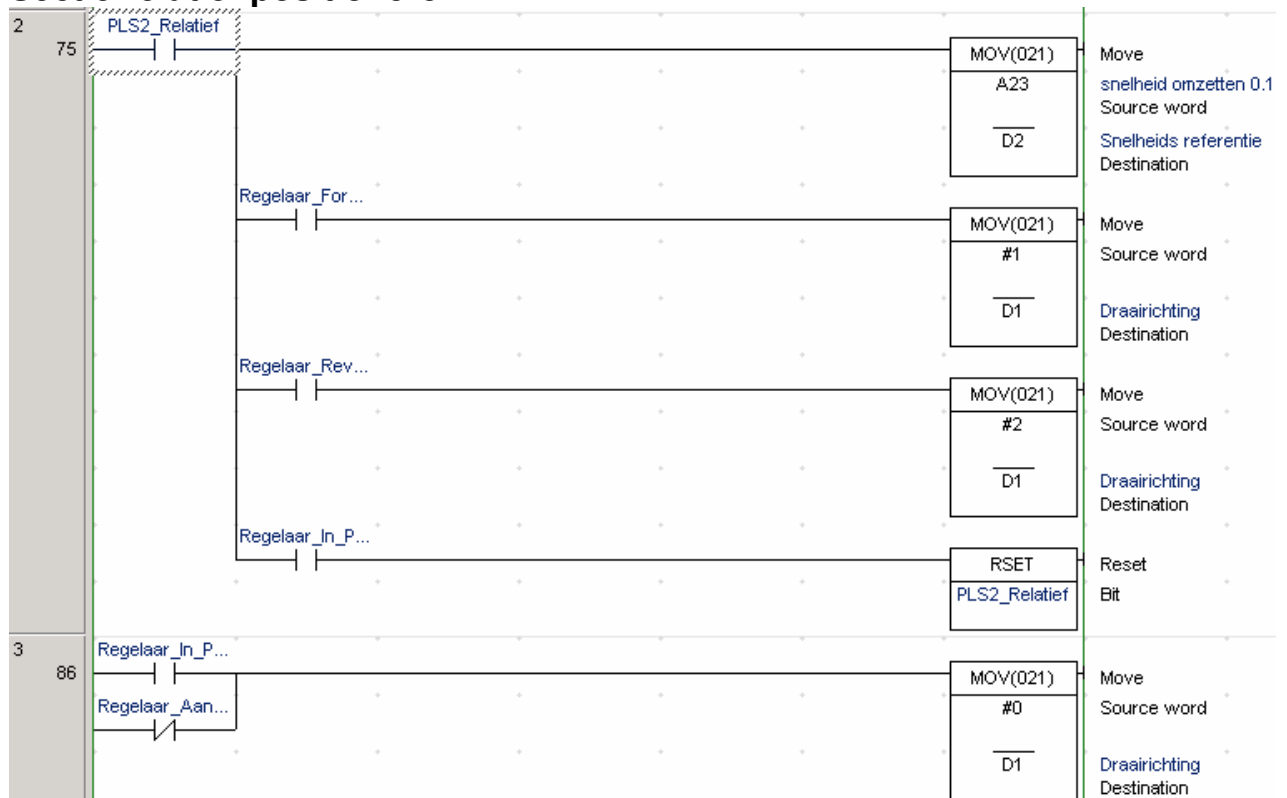 2
75
PLS2_Relatief
MOV(021)
Move
A23
snelheid omzetten 0.1
Source word
D2
Snelheids referentie
Destination
Regelaar_For...
MOV(021)
Move
#1
Source word
D1
Draairichting
Destination
Regelaar_Rev...
MOV(021)
Move
#2
Source word
D1
Draairichting
Destination
Regelaar_In_P...
RSET
Reset
PLS2_Relatief
Bit
3
86
Regelaar_In_P...
MOV(021)
Move
Regelaar_Aan...
#0
Source word
D1
Draairichting
Destination